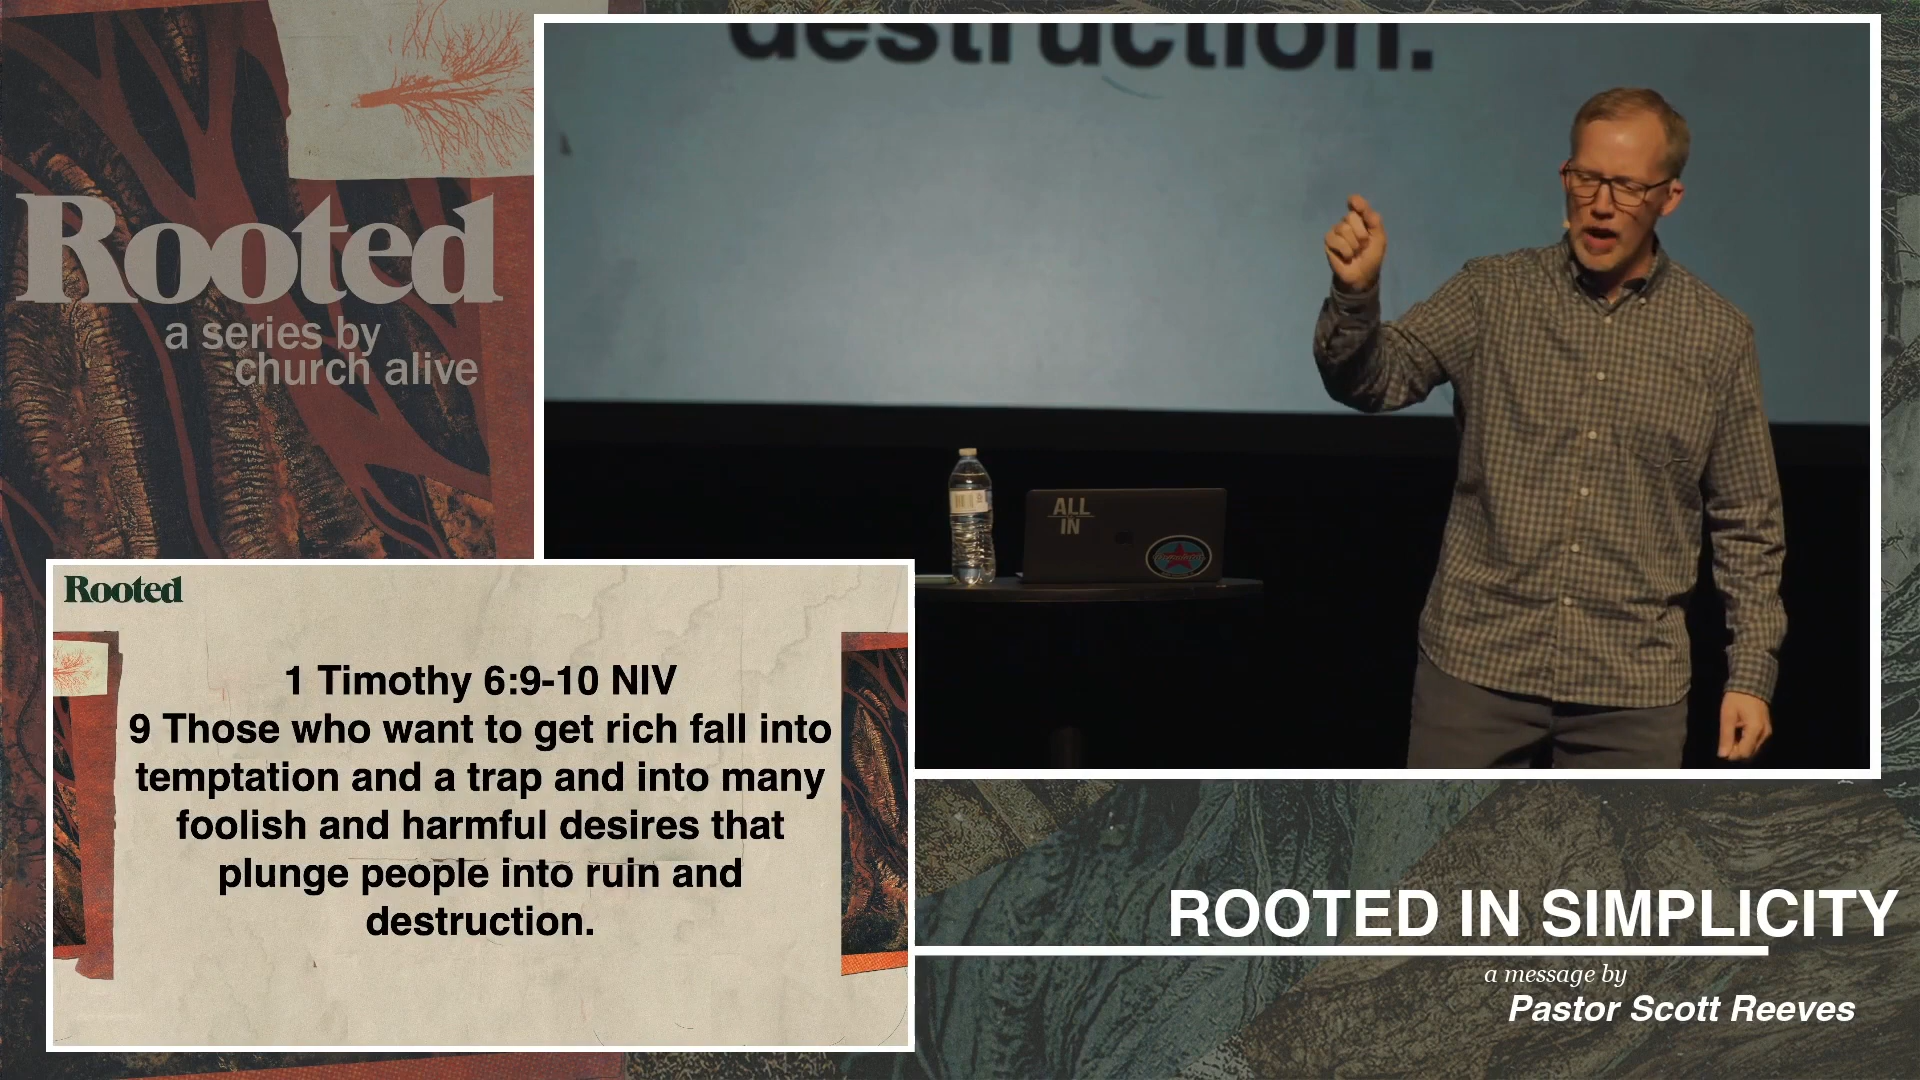 destruction.
Rooted
a series by
church alive
ALL
IN
Rooted
1 Timothy 6:9-10 NIV
9 Those who want to get rich fall into
temptation and a trap and into many
foolish and harmful desires that
plunge people into ruin and
destruction.
ROOTED IN SIMPLICITY
a message by
Pastor Scott Reeves